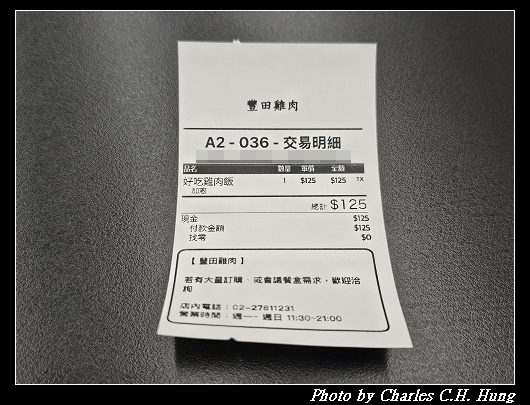 豐田雞肉
A2 - 036 - 交易明細
品名 數量 單價 金額
好吃雞肉飯 1 $125 $125 TX
總計 $125
現金 $125
付款金額 $125
找零 $0
【 豐田雞肉 】
若有大量訂購、或會議餐盒需求，歡迎洽
詢
店內電話：02-27611231
營業時間：週一-週日 11:30-21:00
Photo by Charles C.H. Hung